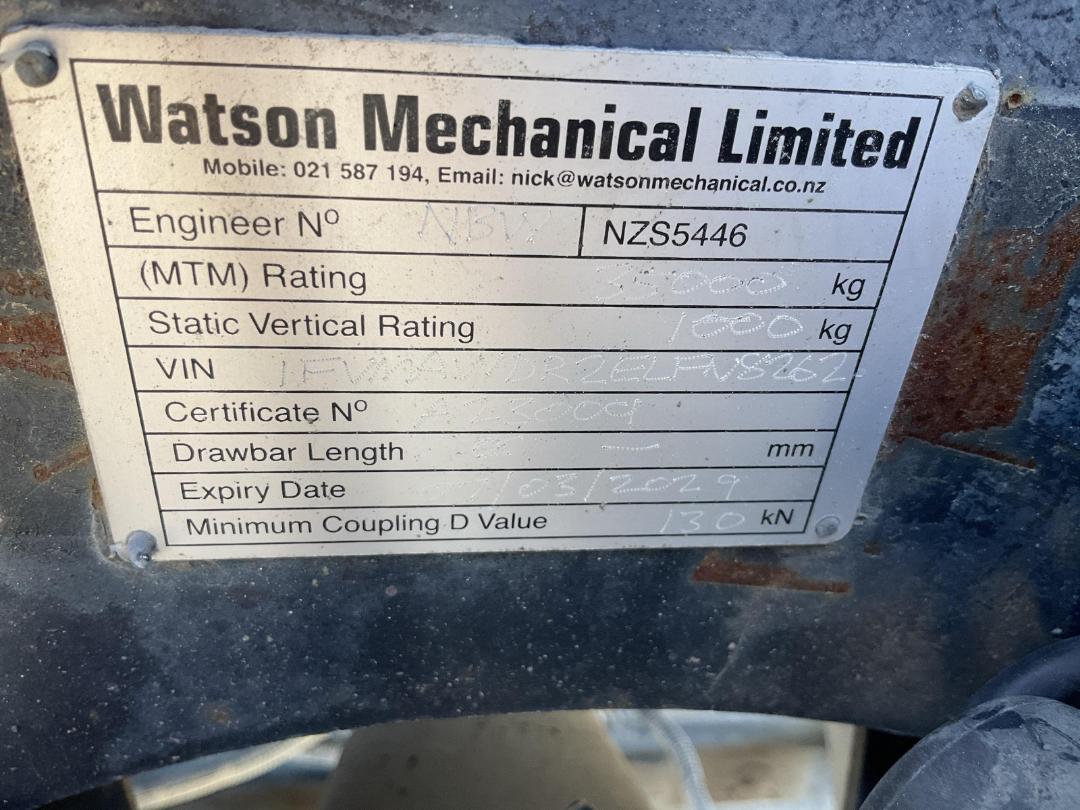 Watson Mechanical Limited
Mobile: 021 587 194, Email: nick@watsonmechanical.co.nz
Engineer Nº NBW NZS5446
(MTM) Rating 35000 kg
Static Vertical Rating 1000 kg
VIN
Certificate Nº
Drawbar Length — mm
Expiry Date /03/2029
Minimum Coupling D Value 130 kN